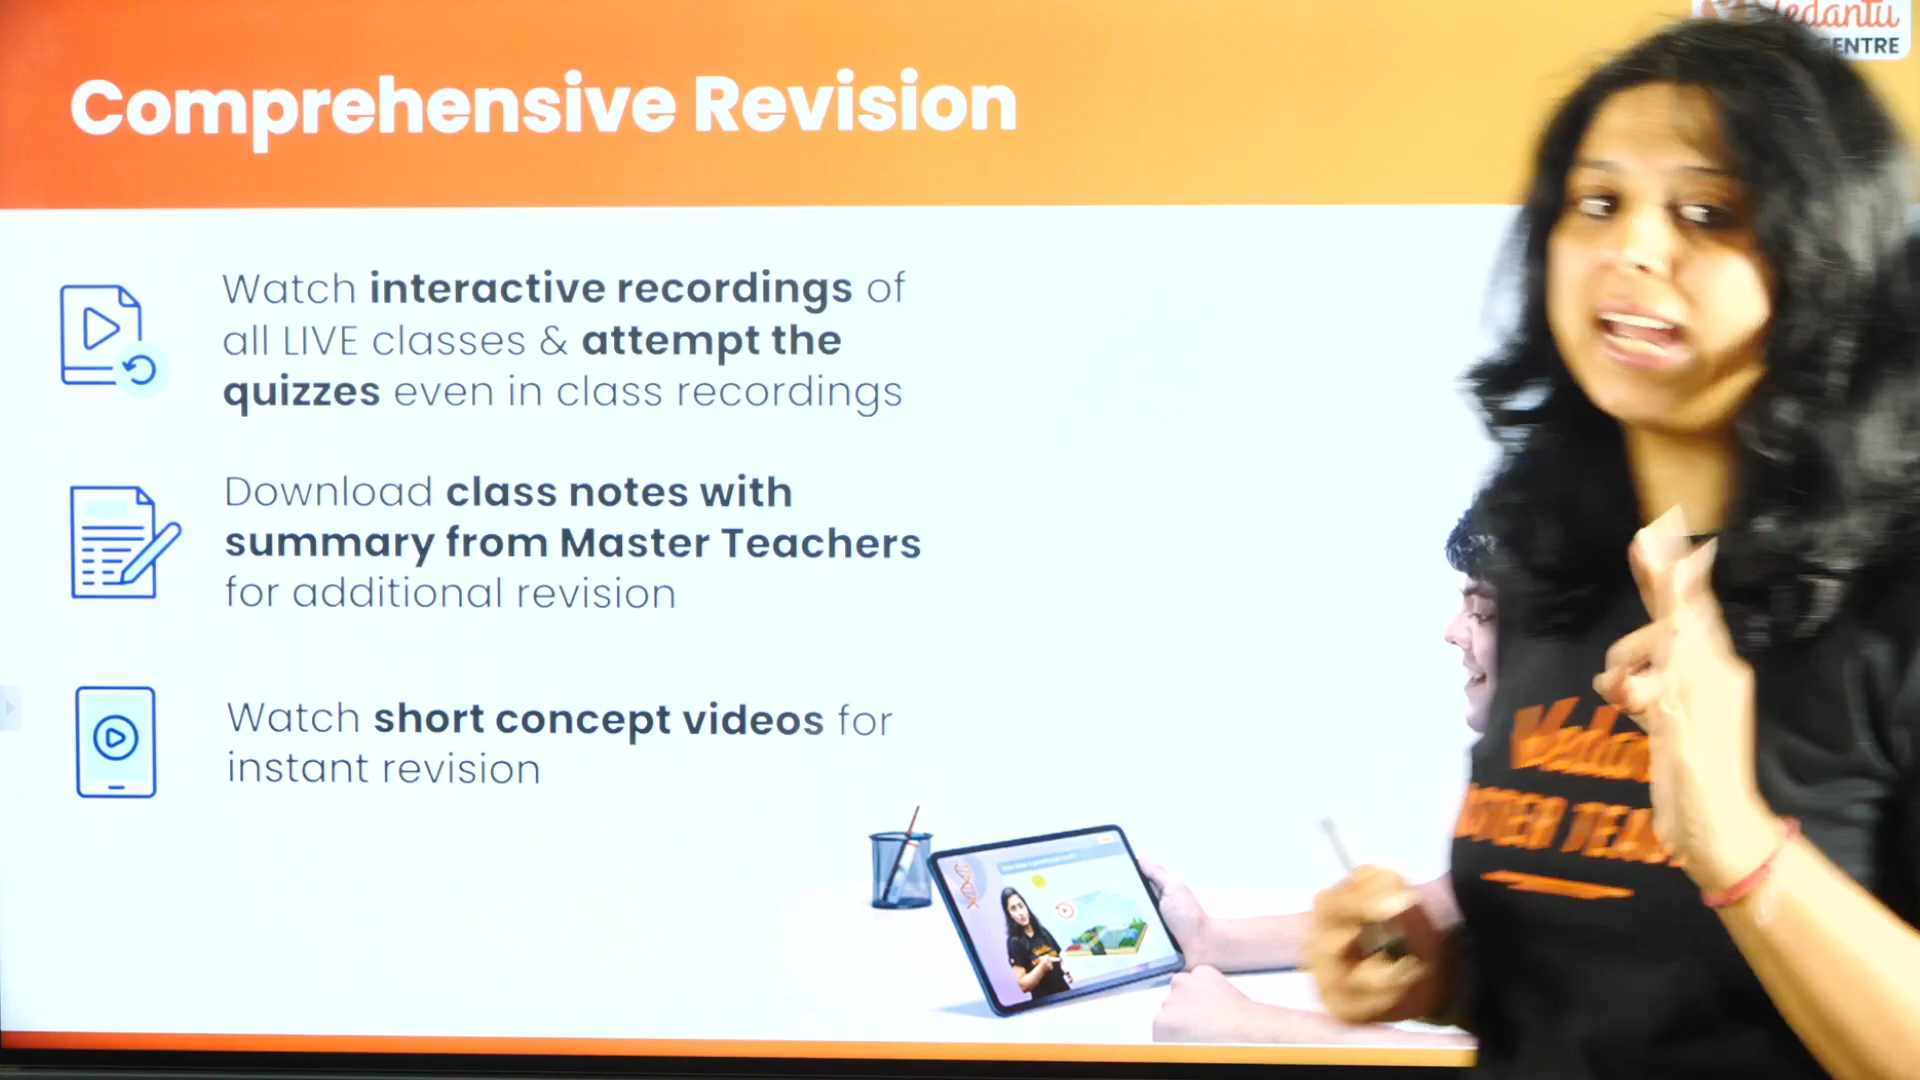 CENTRE
Comprehensive Revision
Watch interactive recordings of
all LIVE classes & attempt the
quizzes even in class recordings
Download class notes with
summary from Master Teachers
for additional revision
Watch short concept videos for
instant revision